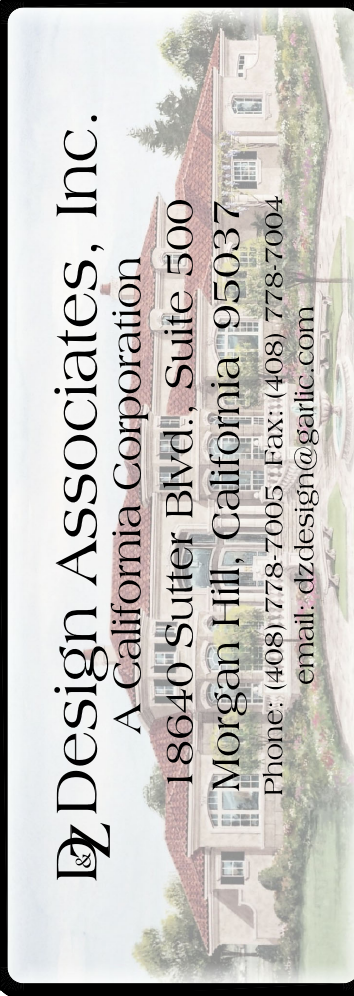 D&Z Design Associates, Inc.
A California Corporation
18640 Sutter Blvd., Suite 500
Morgan Hill, California 95037
Phone: (408) 778-7005 Fax: (408) 778-7004
email: dzdesign@garlic.com